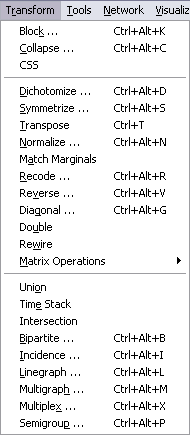 Transform Tools Network Visualiz
Block ... Ctrl+Alt+K
Collapse ... Ctrl+Alt+C
CSS
Dichotomize ... Ctrl+Alt+D
Symmetrize ... Ctrl+Alt+S
Transpose Ctrl+T
Normalize ... Ctrl+Alt+N
Match Marginals
Recode ... Ctrl+Alt+R
Reverse ... Ctrl+Alt+V
Diagonal ... Ctrl+Alt+G
Double
Rewire
Matrix Operations
Union
Time Stack
Intersection
Bipartite ... Ctrl+Alt+B
Incidence ... Ctrl+Alt+I
Linegraph ... Ctrl+Alt+L
Multigraph ... Ctrl+Alt+M
Multiplex ... Ctrl+Alt+X
Semigroup ... Ctrl+Alt+P